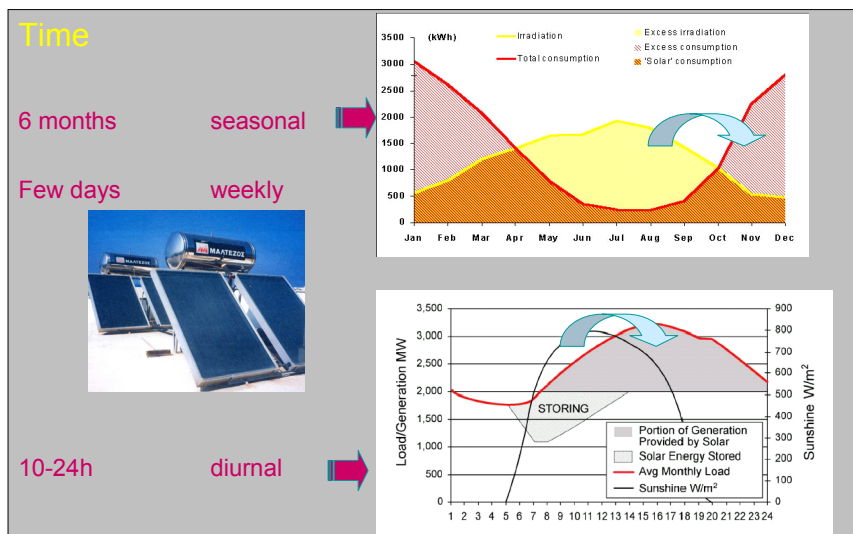 Time
6 months seasonal
Few days weekly
ΜΑΛΤΕΖΟΣ
ΜΑΛΤΕΖΟΣ
10-24h diurnal
(kWh)
Irradiation
Total consumption
Excess irradiation
Excess consumption
'Solar' consumption
3500
3000
2500
2000
1500
1000
500
0
Jan Feb Mar Apr May Jun Jul Aug Sep Oct Nov Dec
Load/Generation MW
3,500
3,000
2,500
2,000
1,500
1,000
500
0
STORING
Portion of Generation
Provided by Solar
Solar Energy Stored
Avg Monthly Load
Sunshine W/m²
900
800
700
600
500
400
300
200
100
0
Sunshine W/m²
1 2 3 4 5 6 7 8 9 10 11 12 13 14 15 16 17 18 19 20 21 22 23 24